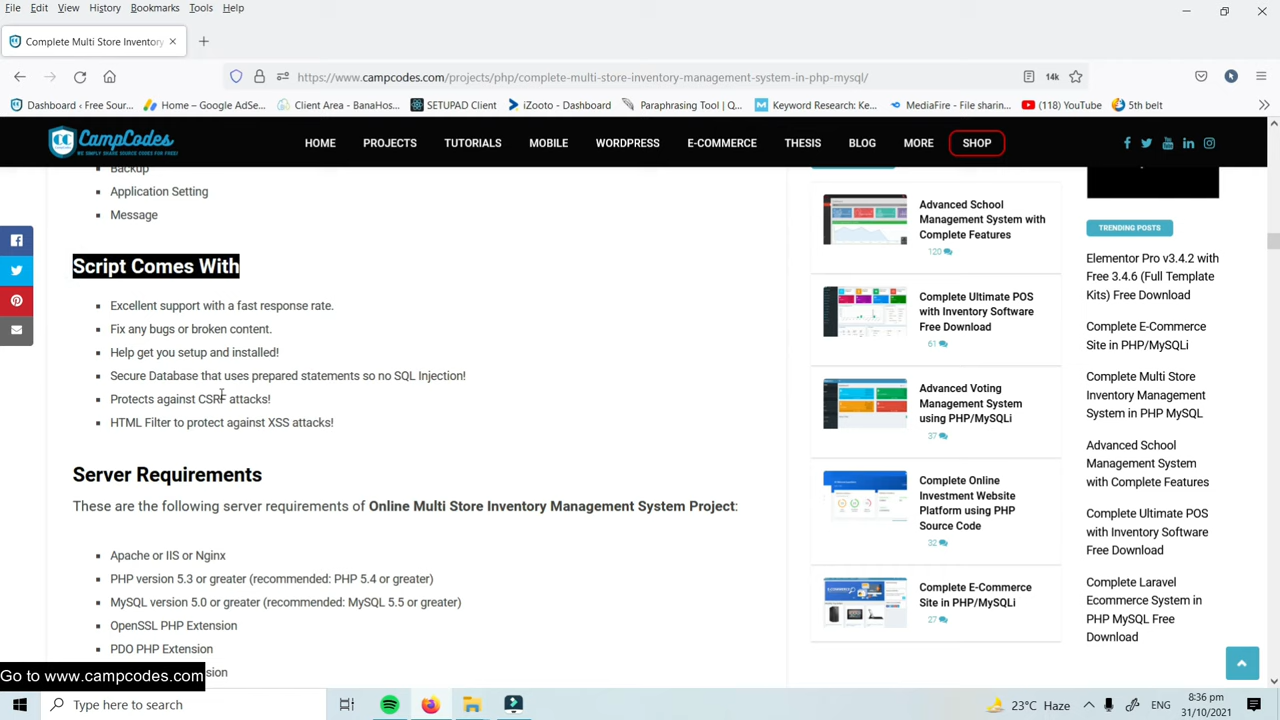 File Edit View History Bookmarks Tools Help
Complete Multi Store Inventory
https://www.campcodes.com/projects/php/complete-multi-store-inventory-management-system-in-php-mysql/
14k
Dashboard ‹ Free Sour... Home – Google AdSe... Client Area - BanaHos... SETUPAD Client iZooto - Dashboard Paraphrasing Tool | Q... Keyword Research: Ke... MediaFire - File sharin... (118) YouTube 5th belt
CampCodes
WE SIMPLY SHARE SOURCE CODES FOR FREE!
HOME PROJECTS TUTORIALS MOBILE WORDPRESS E-COMMERCE THESIS BLOG MORE SHOP
Backup
Application Setting
Message
Script Comes With
Excellent support with a fast response rate.
Fix any bugs or broken content.
Help get you setup and installed!
Secure Database that uses prepared statements so no SQL Injection!
Protects against CSRF attacks!
HTML Filter to protect against XSS attacks!
Server Requirements
These are the following server requirements of Online Multi Store Inventory Management System Project:
Apache or IIS or Nginx
PHP version 5.3 or greater (recommended: PHP 5.4 or greater)
MySQL version 5.0 or greater (recommended: MySQL 5.5 or greater)
OpenSSL PHP Extension
PDO PHP Extension
Advanced School
Management System with
Complete Features
120
Complete Ultimate POS
with Inventory Software
Free Download
61
Advanced Voting
Management System
using PHP/MySQLi
37
Complete Online
Investment Website
Platform using PHP
Source Code
32
Complete E-Commerce
Site in PHP/MySQLi
27
TRENDING POSTS
Elementor Pro v3.4.2 with
Free 3.4.6 (Full Template
Kits) Free Download
Complete E-Commerce
Site in PHP/MySQLi
Complete Multi Store
Inventory Management
System in PHP MySQL
Advanced School
Management System
with Complete Features
Complete Ultimate POS
with Inventory Software
Free Download
Complete Laravel
Ecommerce System in
PHP MySQL Free
Download
Go to www.campcodes.com
Type here to search
23°C Haze
ENG
8:36 pm
31/10/2021